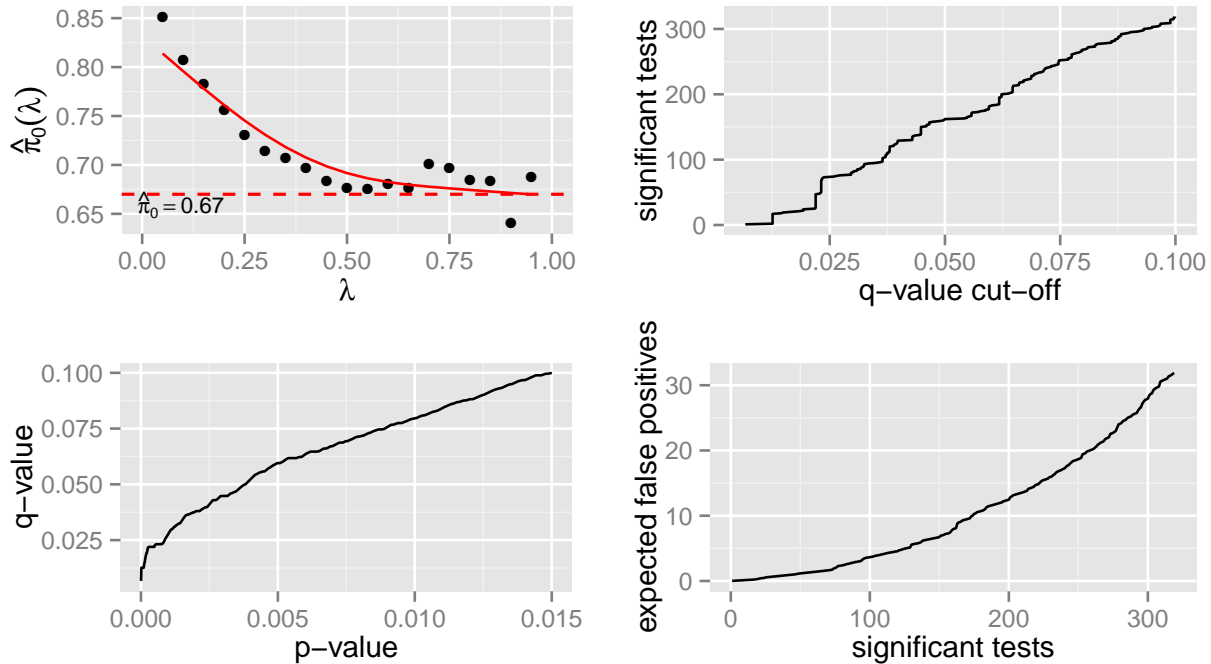 0.85
0.80
0.75
0.70
0.65
π̂₀(λ)
π̂₀ = 0.67
0.00 0.25 0.50 0.75 1.00
λ
300
200
100
0
significant tests
0.025 0.050 0.075 0.100
q−value cut−off
0.100
0.075
0.050
0.025
q−value
0.000 0.005 0.010 0.015
p−value
30
20
10
0
expected false positives
0 100 200 300
significant tests